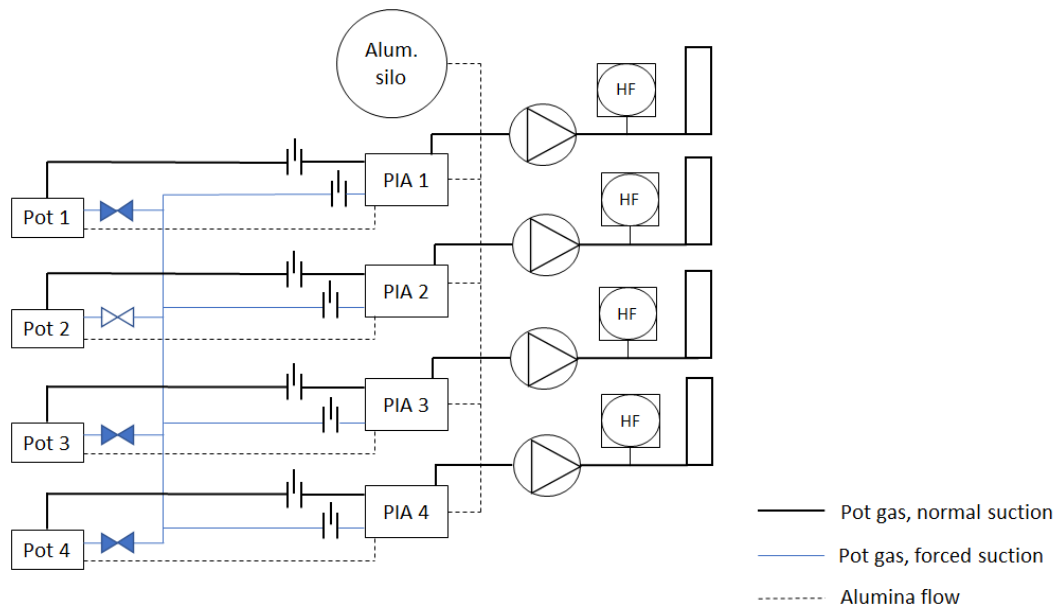 Alum.
silo
HF
PIA 1
Pot 1
HF
PIA 2
Pot 2
HF
PIA 3
Pot 3
HF
PIA 4
Pot 4
Pot gas, normal suction
Pot gas, forced suction
Alumina flow